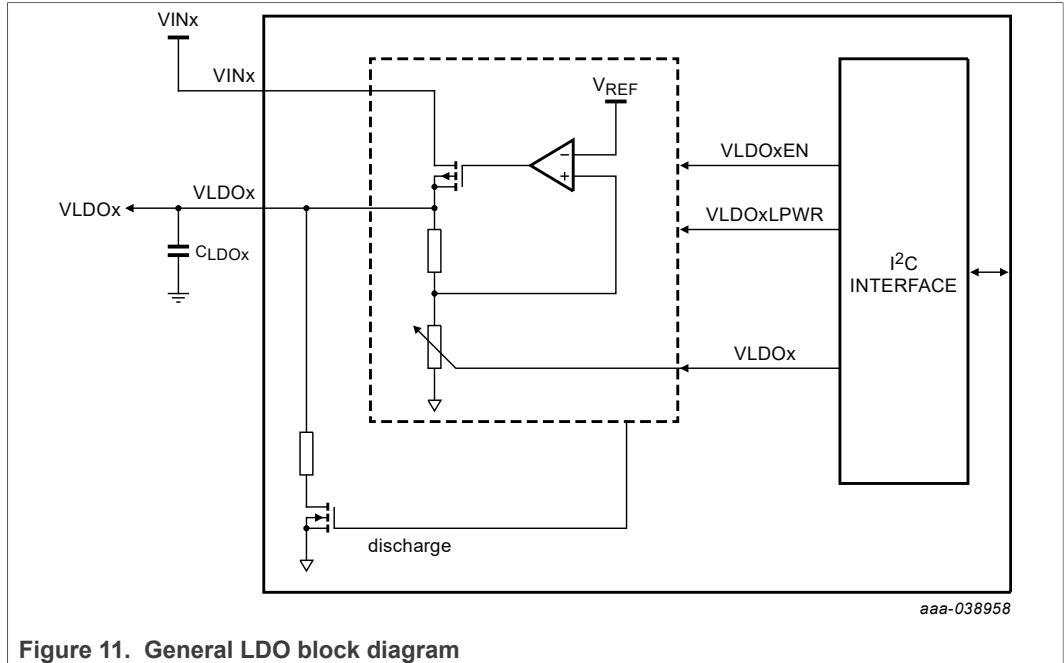 VINx
VINx
VREF
−
+
VLDOxEN
VLDOx
VLDOx
VLDOxLPWR
CLDOx
I2C
INTERFACE
VLDOx
discharge
aaa-038958
Figure 11. General LDO block diagram